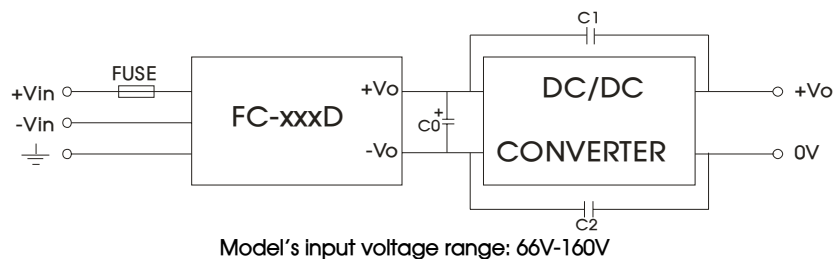 C1
FUSE
+Vin
+Vo
DC/DC
+Vo
FC-xxxD
+
C0
-Vin
-Vo
CONVERTER
0V
C2
Model's input voltage range: 66V-160V